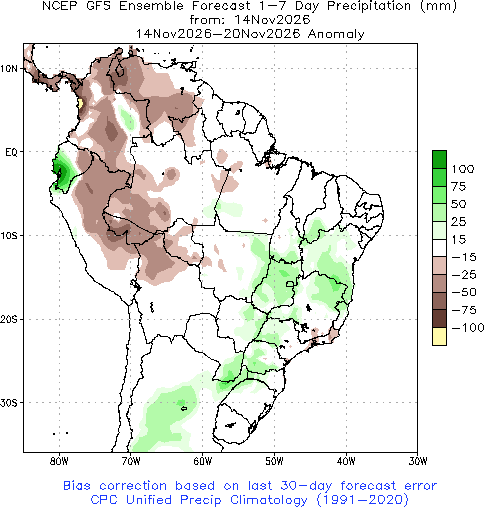 NCEP GFS Ensemble Forecast 1-7 Day Precipitation (mm)
from: 14Nov2026
14Nov2026-20Nov2026 Anomaly
10N
EQ
10S
20S
30S
80W 70W 60W 50W 40W 30W
100
75
50
25
15
-15
-25
-50
-75
-100
Bias correction based on last 30-day forecast error
CPC Unified Precip Climatology (1991-2020)